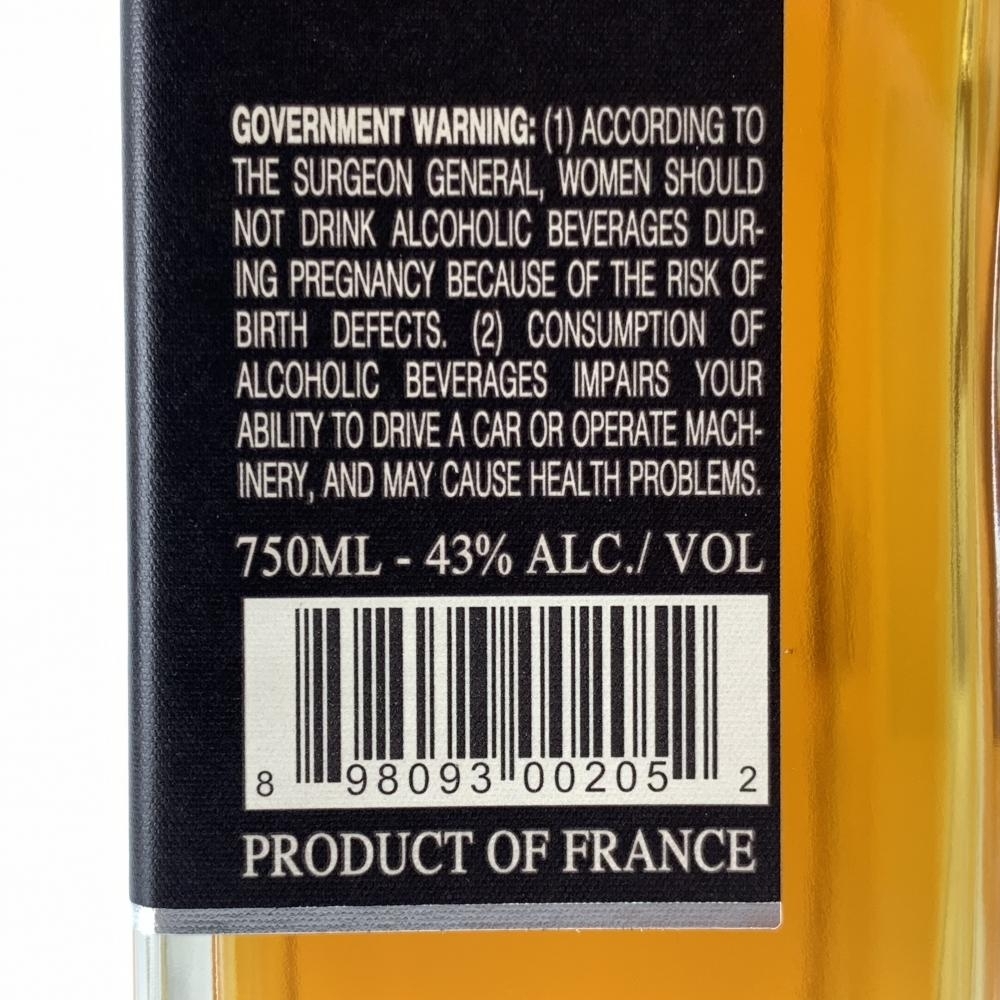 GOVERNMENT WARNING: (1) ACCORDING TO
THE SURGEON GENERAL, WOMEN SHOULD
NOT DRINK ALCOHOLIC BEVERAGES DUR-
ING PREGNANCY BECAUSE OF THE RISK OF
BIRTH DEFECTS. (2) CONSUMPTION OF
ALCOHOLIC BEVERAGES IMPAIRS YOUR
ABILITY TO DRIVE A CAR OR OPERATE MACH-
INERY, AND MAY CAUSE HEALTH PROBLEMS.
750ML - 43% ALC./ VOL
8 98093 00205 2
PRODUCT OF FRANCE